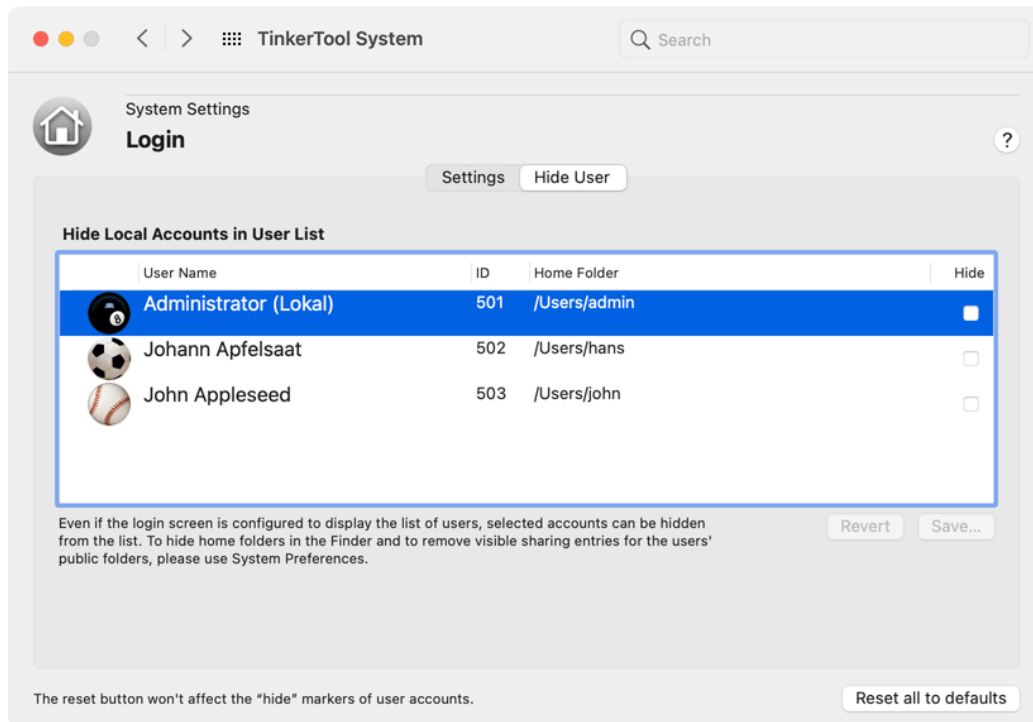 TinkerTool System
Search
System Settings
Login
?
Settings
Hide User
Hide Local Accounts in User List
User Name ID Home Folder Hide
Administrator (Lokal) 501 /Users/admin
Johann Apfelsaat 502 /Users/hans
John Appleseed 503 /Users/john
Even if the login screen is configured to display the list of users, selected accounts can be hidden
from the list. To hide home folders in the Finder and to remove visible sharing entries for the users'
public folders, please use System Preferences.
Revert
Save...
The reset button won't affect the "hide" markers of user accounts.
Reset all to defaults